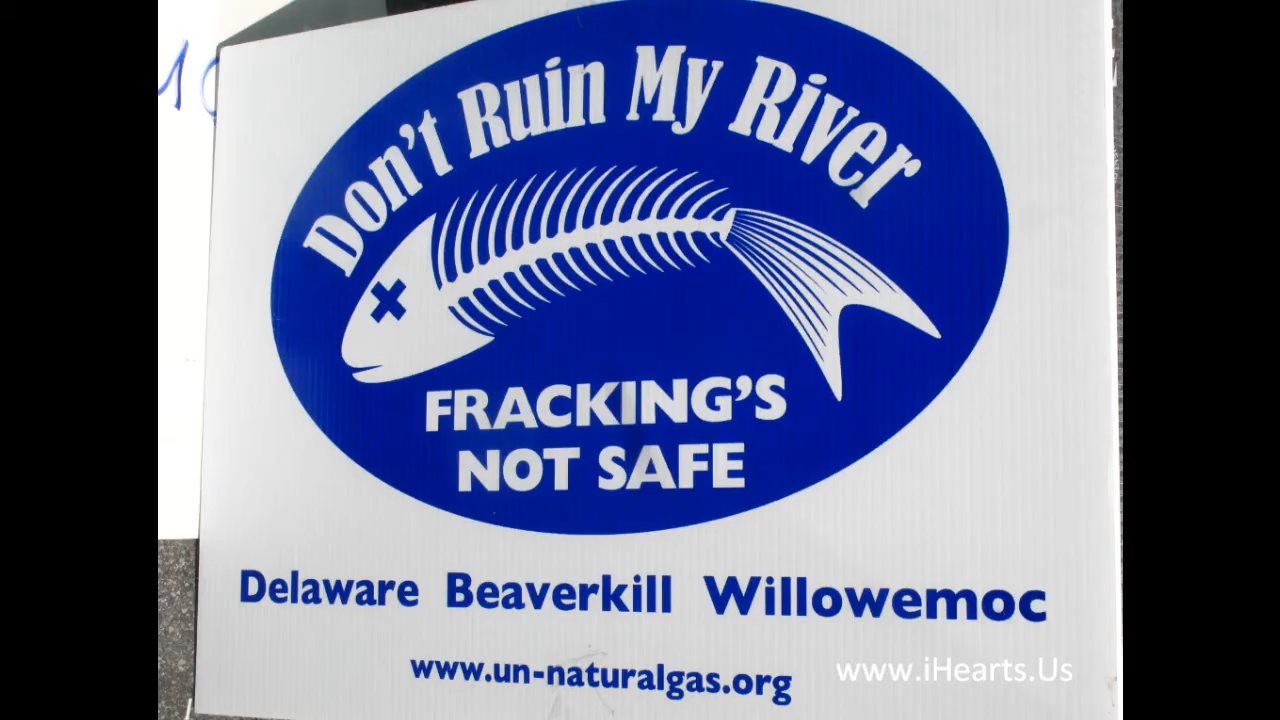 Don't Ruin My River
FRACKING'S
NOT SAFE
Delaware Beaverkill Willowemoc
www.un-naturalgas.org
www.iHearts.Us